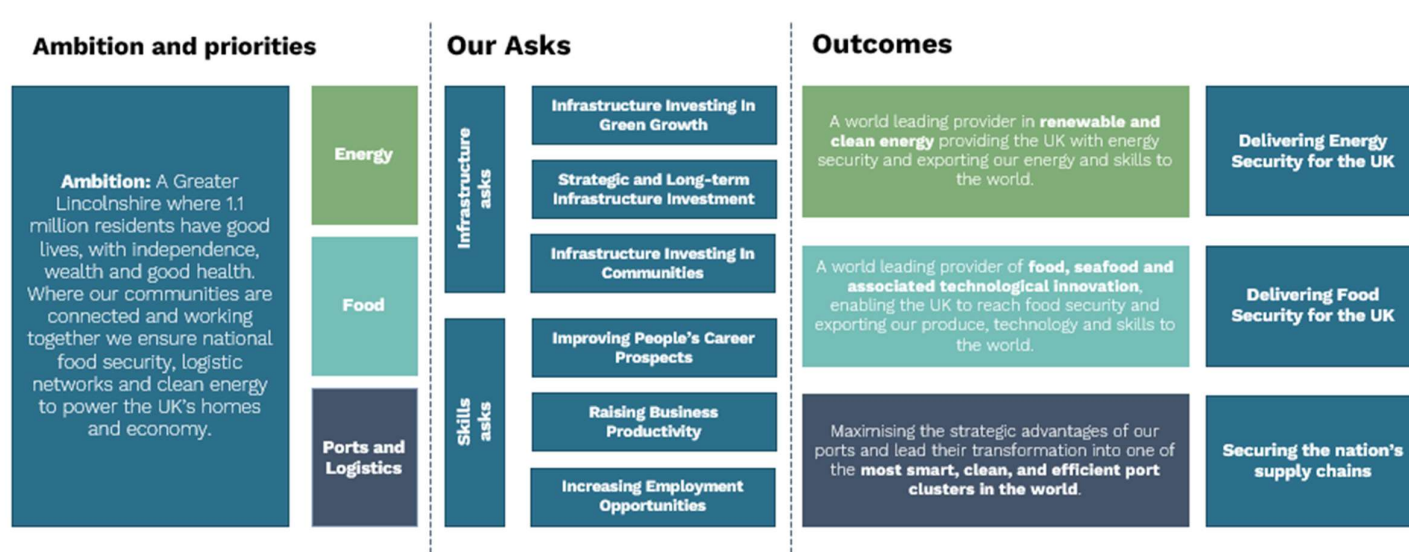 Ambition and priorities
Ambition: A Greater
Lincolnshire where 1.1
million residents have good
lives, with independence,
wealth and good health.
Where our communities are
connected and working
together we ensure national
food security, logistic
networks and clean energy
to power the UK's homes
and economy.
Energy
Food
Ports and
Logistics
Our Asks
Infrastructure
asks
Infrastructure Investing In
Green Growth
Strategic and Long-term
Infrastructure Investment
Infrastructure Investing In
Communities
Skills
asks
Improving People's Career
Prospects
Raising Business
Productivity
Increasing Employment
Opportunities
Outcomes
A world leading provider in renewable and
clean energy providing the UK with energy
security and exporting our energy and skills to
the world.
Delivering Energy
Security for the UK
A world leading provider of food, seafood and
associated technological innovation,
enabling the UK to reach food security and
exporting our produce, technology and skills to
the world.
Delivering Food
Security for the UK
Maximising the strategic advantages of our
ports and lead their transformation into one of
the most smart, clean, and efficient port
clusters in the world.
Securing the nation's
supply chains